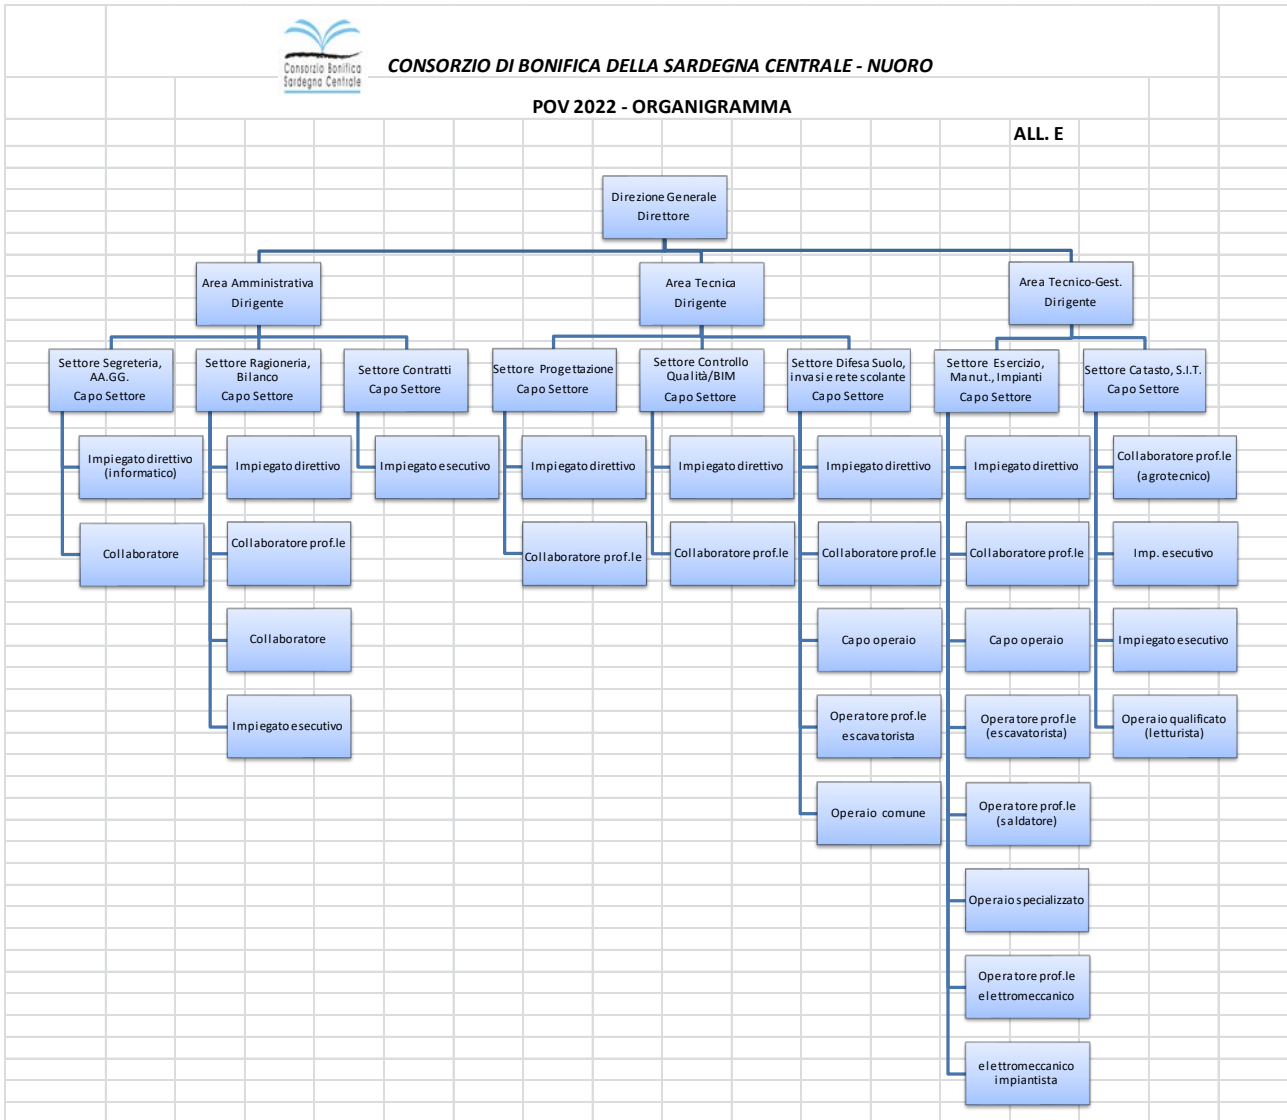 Consorzio Bonifica
Sardegna Centrale
CONSORZIO DI BONIFICA DELLA SARDEGNA CENTRALE - NUORO
POV 2022 - ORGANIGRAMMA
ALL. E
Direzione Generale
Direttore
Area Amministrativa
Dirigente
Area Tecnica
Dirigente
Area Tecnico-Gest.
Dirigente
Settore Segreteria,
AA.GG.
Capo Settore
Settore Ragioneria,
Bilanco
Capo Settore
Settore Contratti
Capo Settore
Settore Progettazione
Capo Settore
Settore Controllo
Qualità/BIM
Capo Settore
Settore Difesa Suolo,
invasi e rete scolante
Capo Settore
Settore Esercizio,
Manut., Impianti
Capo Settore
Settore Catasto, S.I.T.
Capo Settore
Impiegato direttivo
(informatico)
Impiegato direttivo
Impiegato esecutivo
Impiegato direttivo
Impiegato direttivo
Impiegato direttivo
Impiegato direttivo
Collaboratore prof.le
(agrotecnico)
Collaboratore
Collaboratore prof.le
Collaboratore prof.le
Collaboratore prof.le
Collaboratore prof.le
Collaboratore prof.le
Imp. esecutivo
Collaboratore
Capo operaio
Capo operaio
Impiegato esecutivo
Impiegato esecutivo
Operatore prof.le
escavatorista
Operatore prof.le
(escavatorista)
Operaio qualificato
(letturista)
Operaio comune
Operatore prof.le
(saldatore)
Operaio specializzato
Operatore prof.le
elettromeccanico
elettromeccanico
impiantista